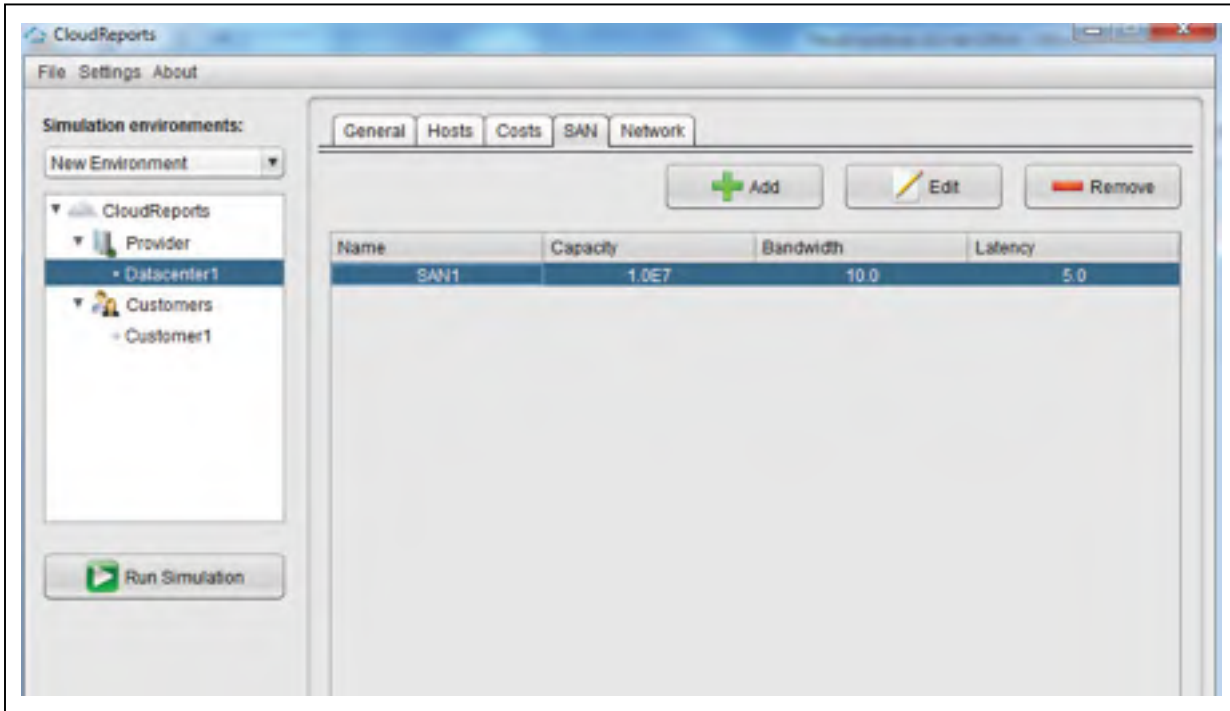 CloudReports
File Settings About
Simulation environments:
New Environment
CloudReports
Provider
Datacenter1
Customers
Customer1
Run Simulation
General Hosts Costs SAN Network
Add Edit Remove
Name Capacity Bandwidth Latency
SAN1 1.0E7 10.0 5.0